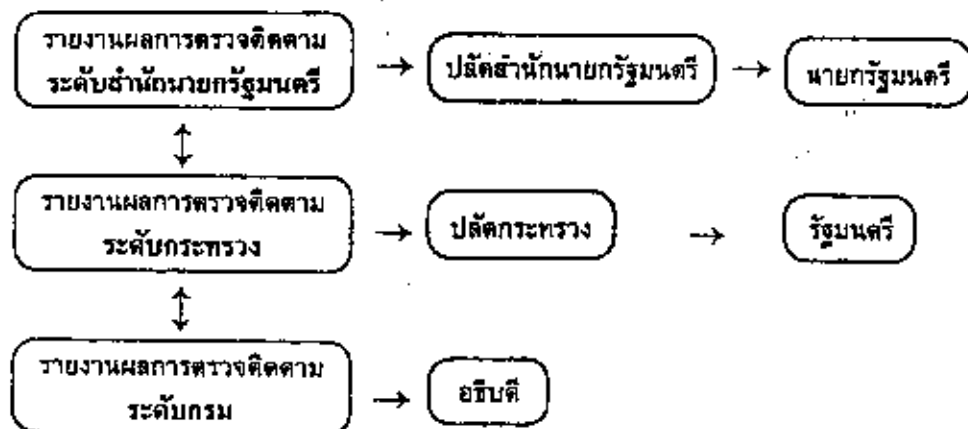 รายงานผลการตรวจติดตาม
ระดับสำนักนายกรัฐมนตรี
→ ปลัดสำนักนายกรัฐมนตรี → นายกรัฐมนตรี
รายงานผลการตรวจติดตาม
ระดับกระทรวง
→ ปลัดกระทรวง → รัฐมนตรี
รายงานผลการตรวจติดตาม
ระดับกรม
→ อธิบดี